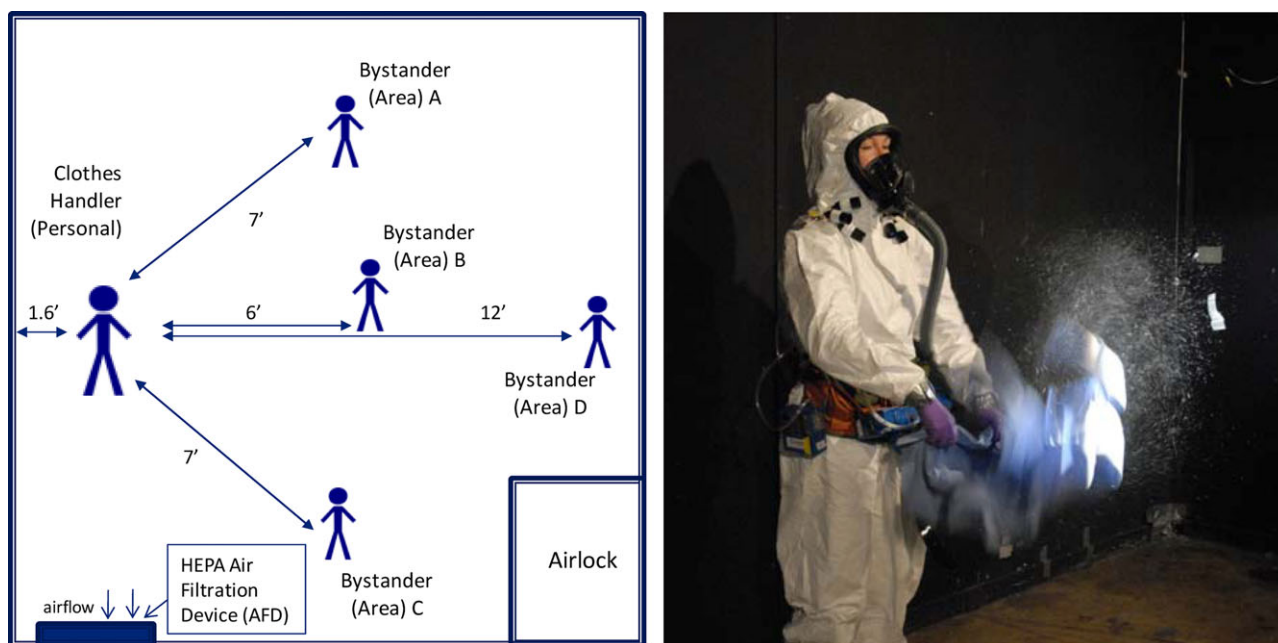 Bystander
(Area) A
Clothes
Handler
(Personal)
7’
Bystander
(Area) B
1.6’
6’
12’
Bystander
(Area) D
7’
HEPA Air
Filtration
Device (AFD)
airflow
Bystander
(Area) C
Airlock